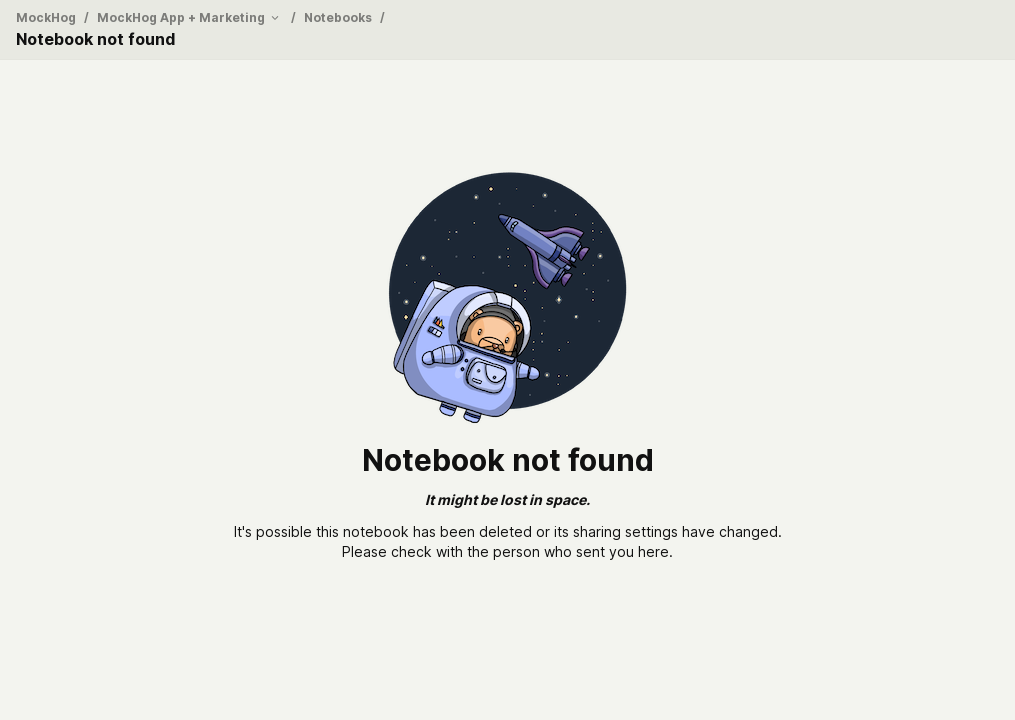 MockHog / MockHog App + Marketing / Notebooks /
Notebook not found
Notebook not found
It might be lost in space.
It's possible this notebook has been deleted or its sharing settings have changed.
Please check with the person who sent you here.